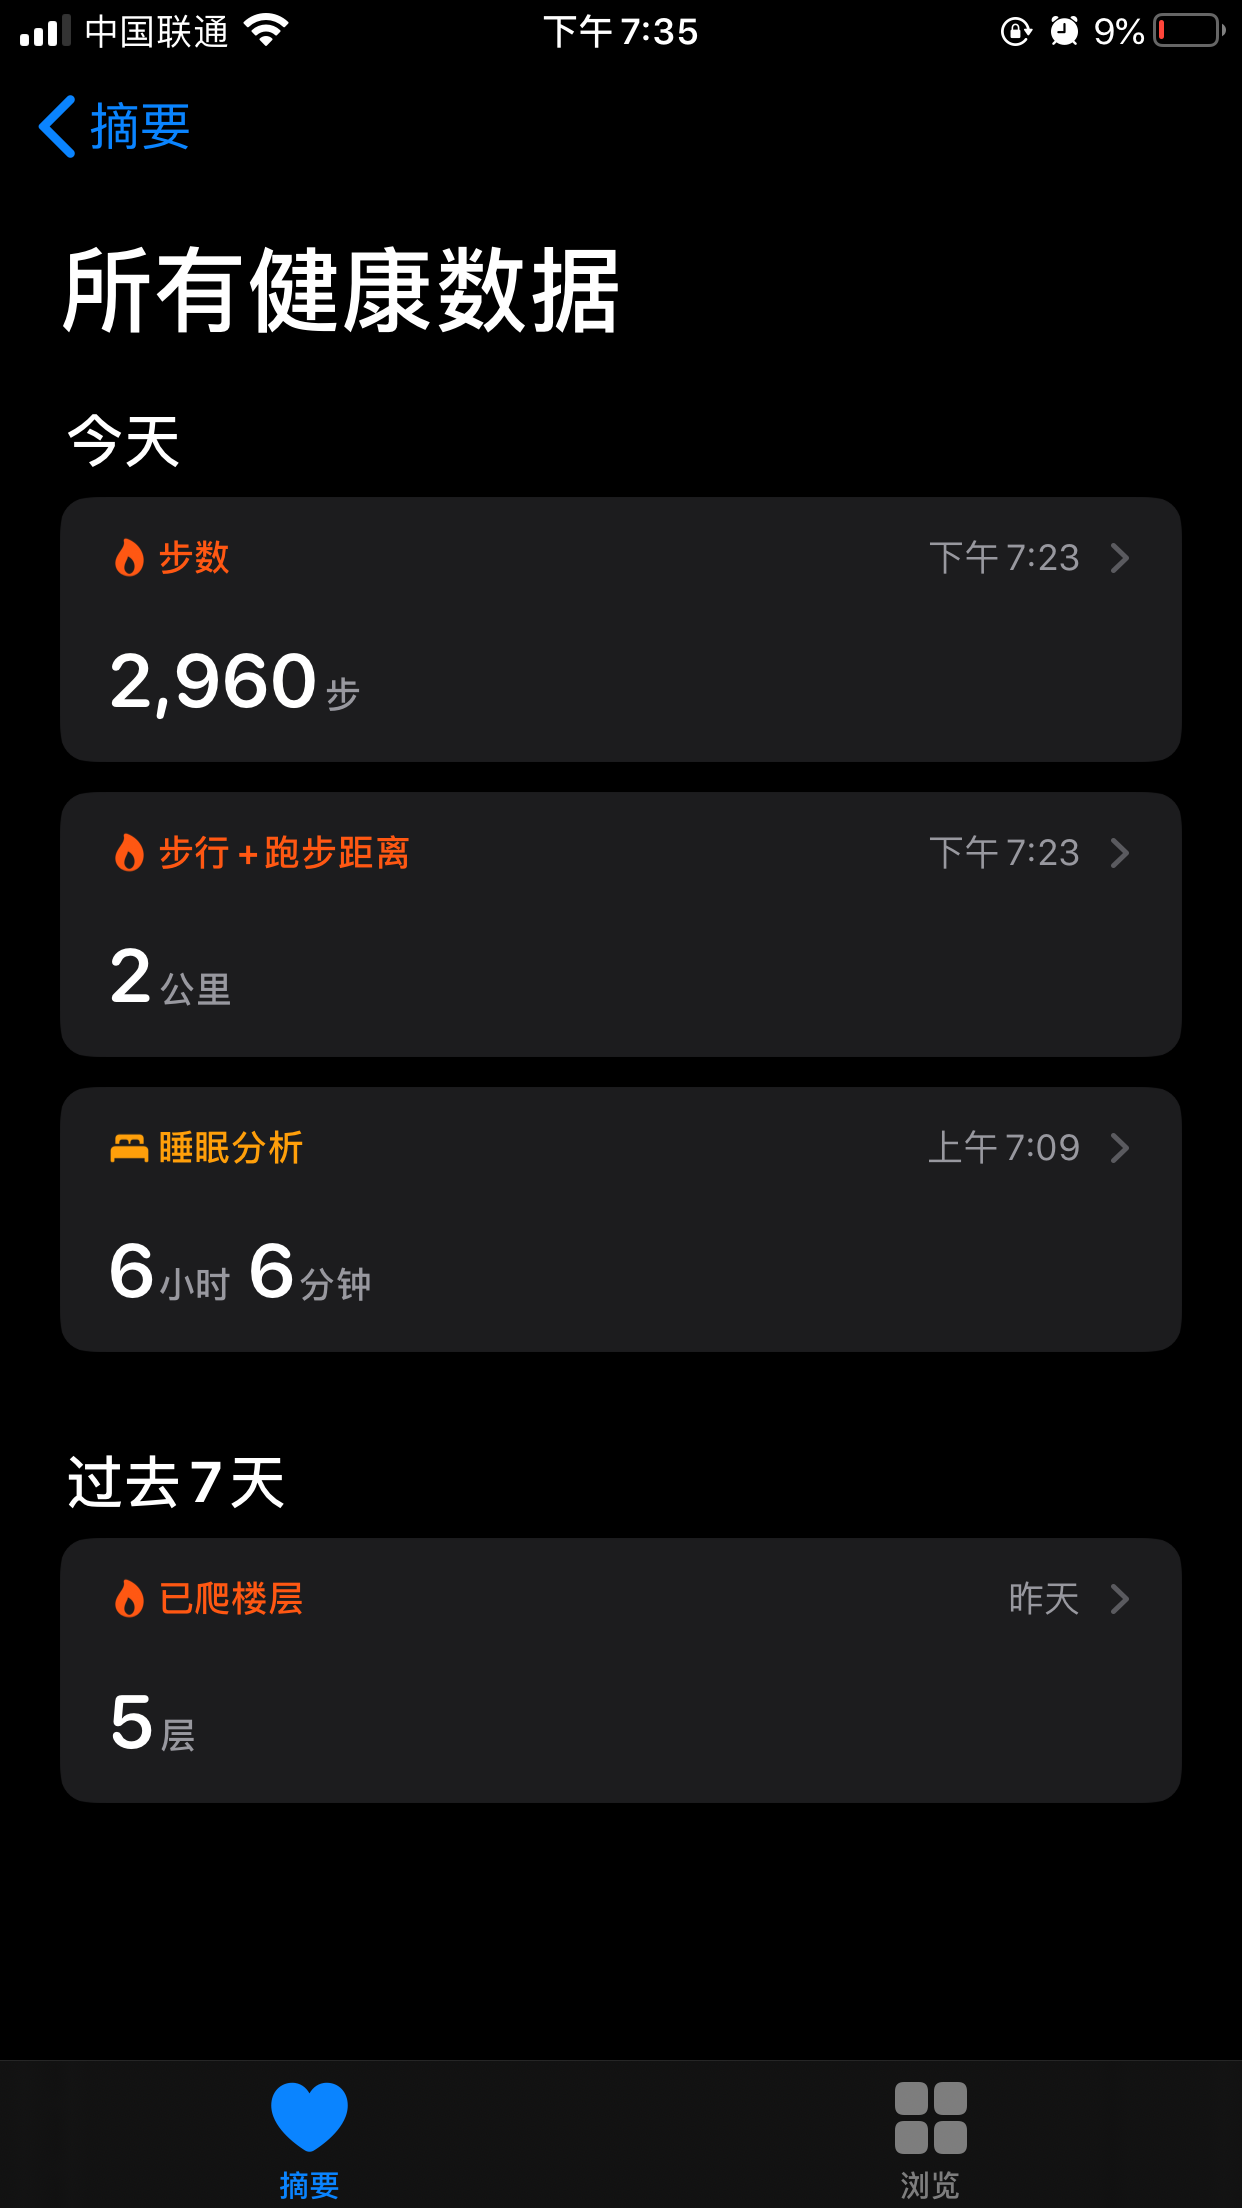 中国联通 下午 7:35 9%
摘要
所有健康数据
今天
步数 下午 7:23
2,960 步
步行 + 跑步距离 下午 7:23
2 公里
睡眠分析 上午 7:09
6 小时 6 分钟
过去 7 天
已爬楼层 昨天
5 层
摘要 浏览